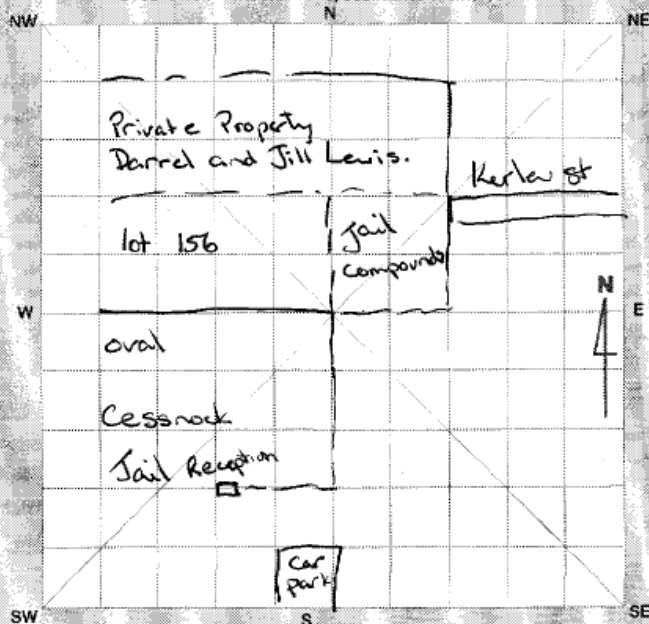 NW
N
NE
Private Property
Darrel and Jill Lewis.
Kerlew st
lot 156
Jail
compounds
N
W
E
oval
Cessnock
Jail Reception
car
park
SW
S
SE